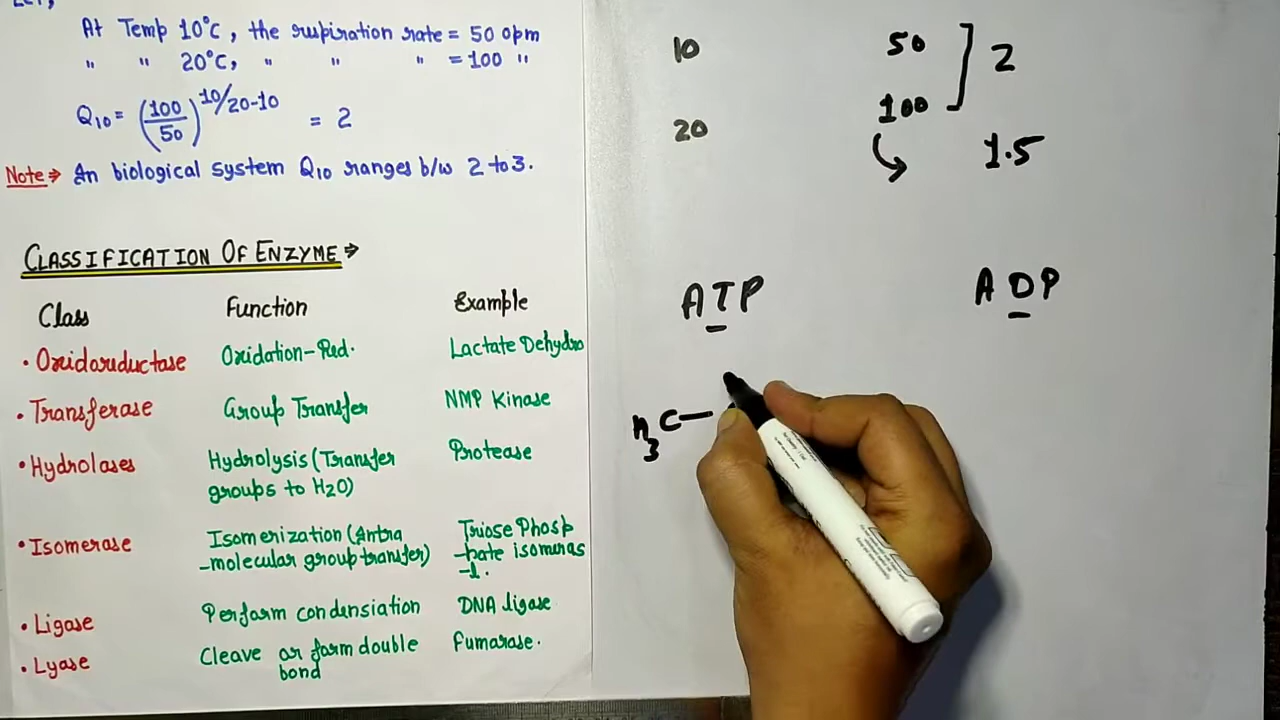 At Temp 10°C, the respiration rate = 50 opm
" " 20°C, " " " = 100 "
Q10 = (100/50)^10/20-10 = 2
Note⇒ In biological system Q10 ranges b/w 2 to 3.
CLASSIFICATION OF ENZYME⇒
Class Function Example
• Oxidoreductase Oxidation-Red. Lactate Dehydro
• Transferase Group Transfer NMP Kinase
• Hydrolases Hydrolysis (Transfer Protease
groups to H2O)
• Isomerase Isomerization (Intra Triose Phosp
-molecular group transfer) -hate isomeras
-e.
• Ligase Perform condensiation DNA ligase
• Lyase Cleave or form double Fumarase.
bond
10 50 ] 2
20 100
1.5
ATP ADP
H3C—